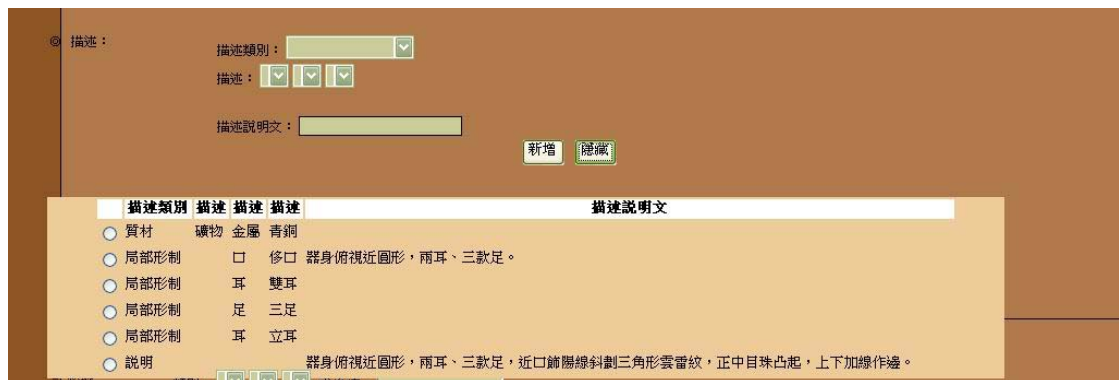 ◎ 描述：
描述類別：
描述：
描述說明文：
新增 隱藏
描述類別 描述 描述 描述 描述說明文
質材 礦物 金屬 青銅
局部形制 口 侈口 器身俯視近圓形，兩耳、三款足。
局部形制 耳 雙耳
局部形制 足 三足
局部形制 耳 立耳
說明 器身俯視近圓形，兩耳、三款足，近口飾陽線斜劃三角形雲雷紋，正中目珠凸起，上下加線作邊。